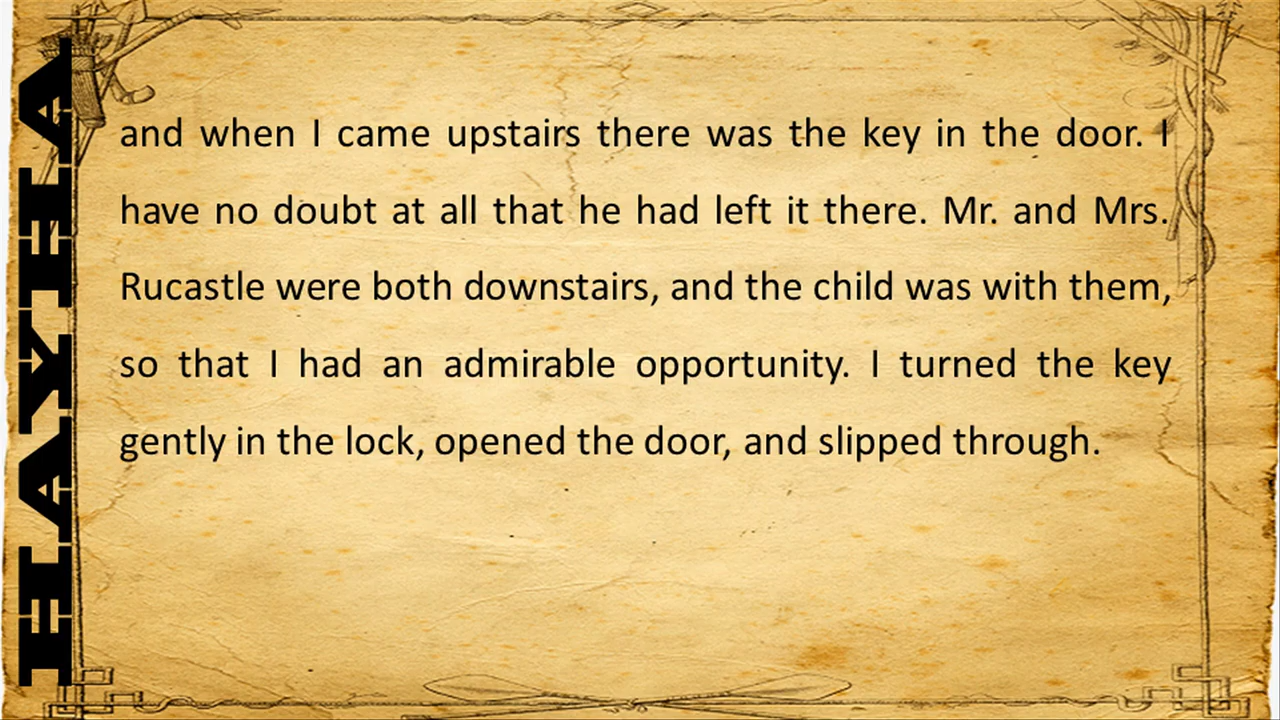 HAYHA
and when I came upstairs there was the key in the door. I
have no doubt at all that he had left it there. Mr. and Mrs.
Rucastle were both downstairs, and the child was with them,
so that I had an admirable opportunity. I turned the key
gently in the lock, opened the door, and slipped through.